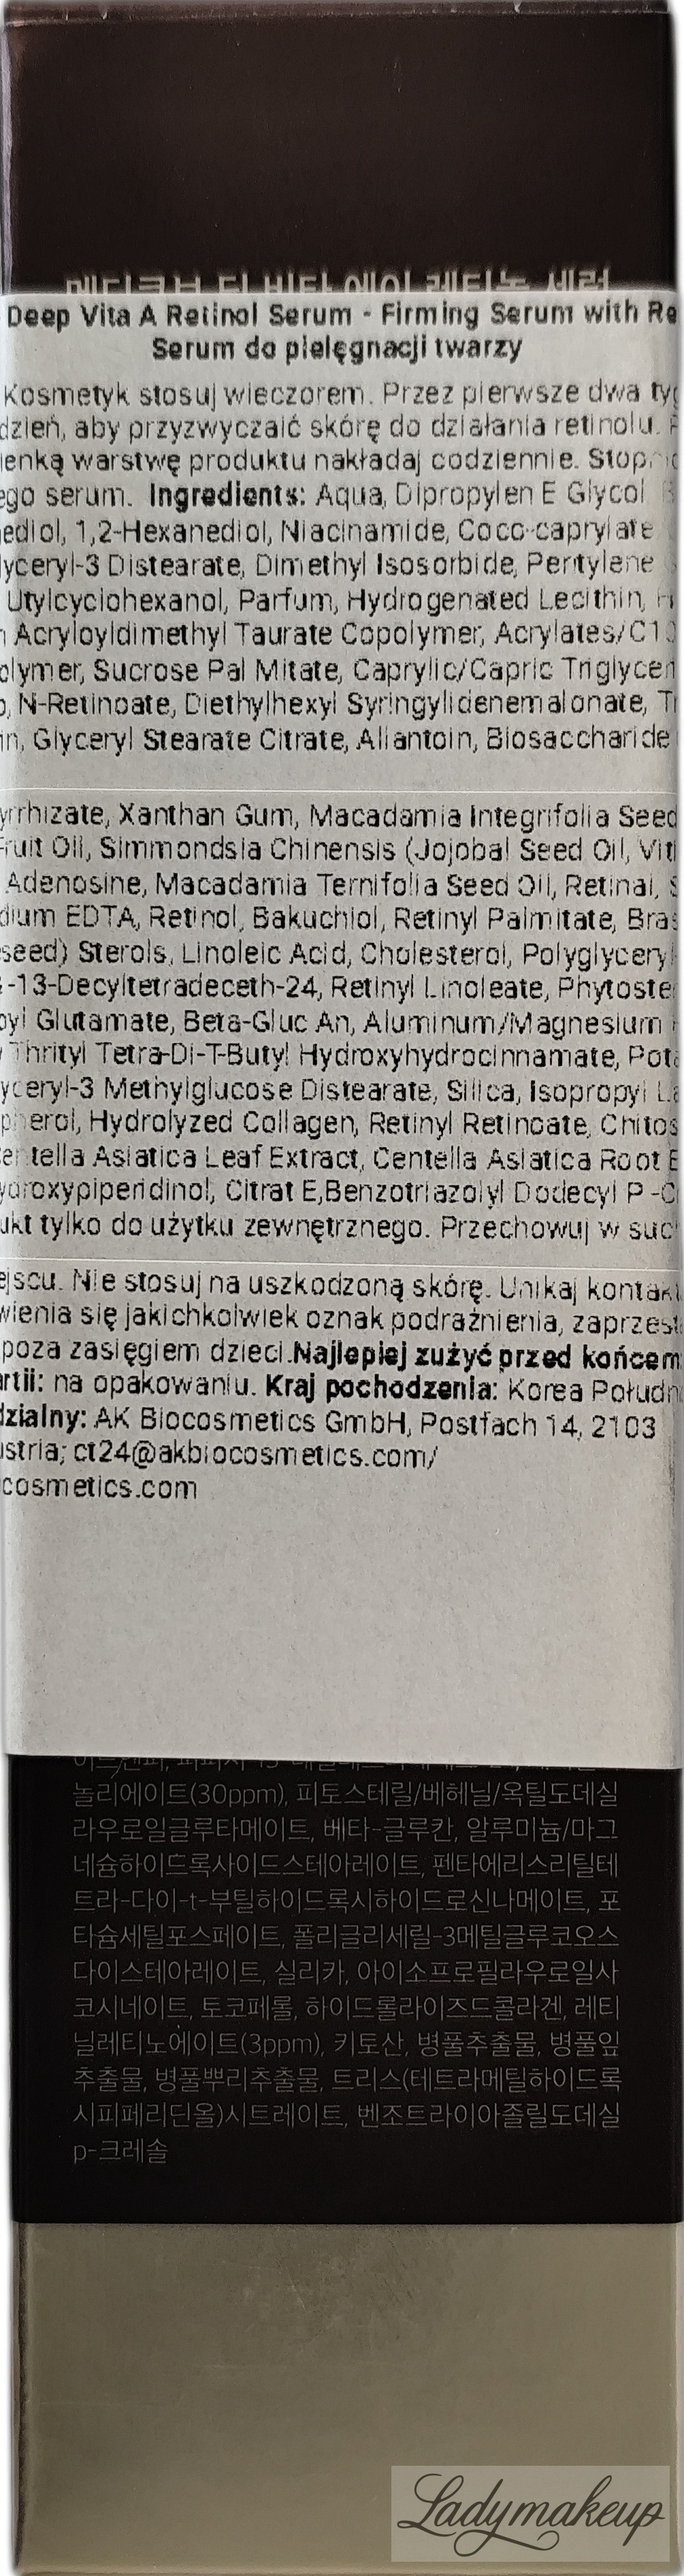 Deep Vita A Retinol Serum - Firming Serum with Re
Serum do pielęgnacji twarzy
Kosmetyk stosuj wieczorem. Przez pierwsze dwa tyg
dzień, aby przyzwyczaić skórę do działania retinolu.
ienką warstwę produktu nakładaj codziennie. Stop
ego serum. Ingredients: Aqua, Dipropylen E Glycol
ediol, 1,2-Hexanediol, Niacinamide, Coco-caprylate
lyceryl-3 Distearate, Dimethyl Isosorbide, Pentylene
Utylcyclohexanol, Parfum, Hydrogenated Lecithin,
Acryloyldimethyl Taurate Copolymer, Acrylates/C10
olymer, Sucrose Pal Mitate, Caprylic/Capric Triglycer
o, N-Retinoate, Diethylhexyl Syringylidenemalonate, Tr
in, Glyceryl Stearate Citrate, Allantoin, Biosaccharide
yrrhizate, Xanthan Gum, Macadamia Integrifolia Seed
Fruit Oil, Simmondsia Chinensis (Jojoba! Seed Oil, Viti
Adenosine, Macadamia Ternifolia Seed Oil, Retinal, S
dium EDTA, Retinol, Bakuchiol, Retinyl Palmitate, Bras
seed) Sterols, Linoleic Acid, Cholesterol, Polyglyceryl
-13-Decyltetradeceth-24, Retinyl Linoleate, Phytoste
oyl Glutamate, Beta-Gluc An, Aluminum/Magnesium
Thrityl Tetra-Di-T-Butyl Hydroxyhydrocinnamate, Pota
yceryl-3 Methylglucose Distearate, Silica, Isopropyl La
pherol, Hydrolyzed Collagen, Retinyl Retinoate, Chitos
entella Asiatica Leaf Extract, Centella Asiatica Root E
ydroxypiperidinol, Citrat E,Benzotriazolyl Dodecyl P -C
ukt tylko do użytku zewnętrznego. Przechowuj w suc
ejscu. Nie stosuj na uszkodzoną skórę. Unikaj kontakt
wienia się jakichkolwiek oznak podrażnienia, zaprzest
poza zasięgiem dzieci.Najlepiej zużyć przed końcem
artii: na opakowaniu. Kraj pochodzenia: Korea Połudn
dzialny: AK Biocosmetics GmbH, Postfach 14, 2103
ustria; ct24@akbiocosmetics.com/
cosmetics.com
놀리에이트(30ppm), 피토스테릴/베헤닐/옥틸도데실
라우로일글루타메이트, 베타-글루칸, 알루미늄/마그
네슘하이드록사이드스테아레이트, 펜타에리스리틸테
트라-다이-t-부틸하이드록시하이드로신나메이트, 포
타슘세틸포스페이트, 폴리글리세릴-3메틸글루코오스
다이스테아레이트, 실리카, 아이소프로필라우로일사
코시네이트, 토코페롤, 하이드롤라이즈드콜라겐, 레티
닐레티노에이트(3ppm), 키토산, 병풀추출물, 병풀잎
추출물, 병풀뿌리추출물, 트리스(테트라메틸하이드록
시피페리딘올)시트레이트, 벤조트라이아졸릴도데실
p-크레솔
Ladymakeup